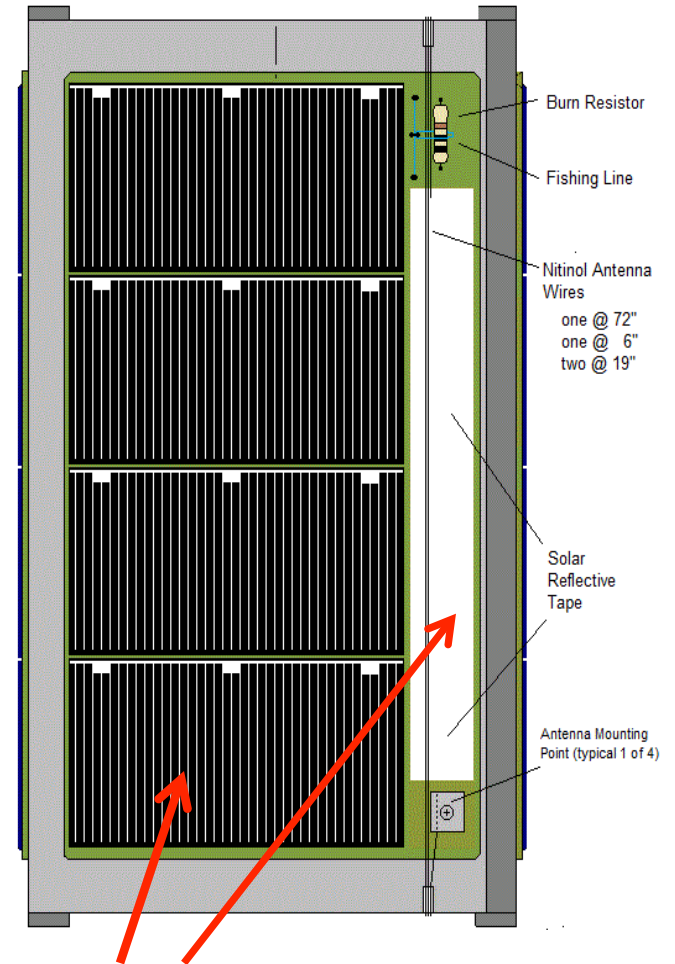 Burn Resistor
Fishing Line
Nitinol Antenna
Wires
one @ 72"
one @ 6"
two @ 19"
Solar
Reflective
Tape
Antenna Mounting
Point (typical 1 of 4)